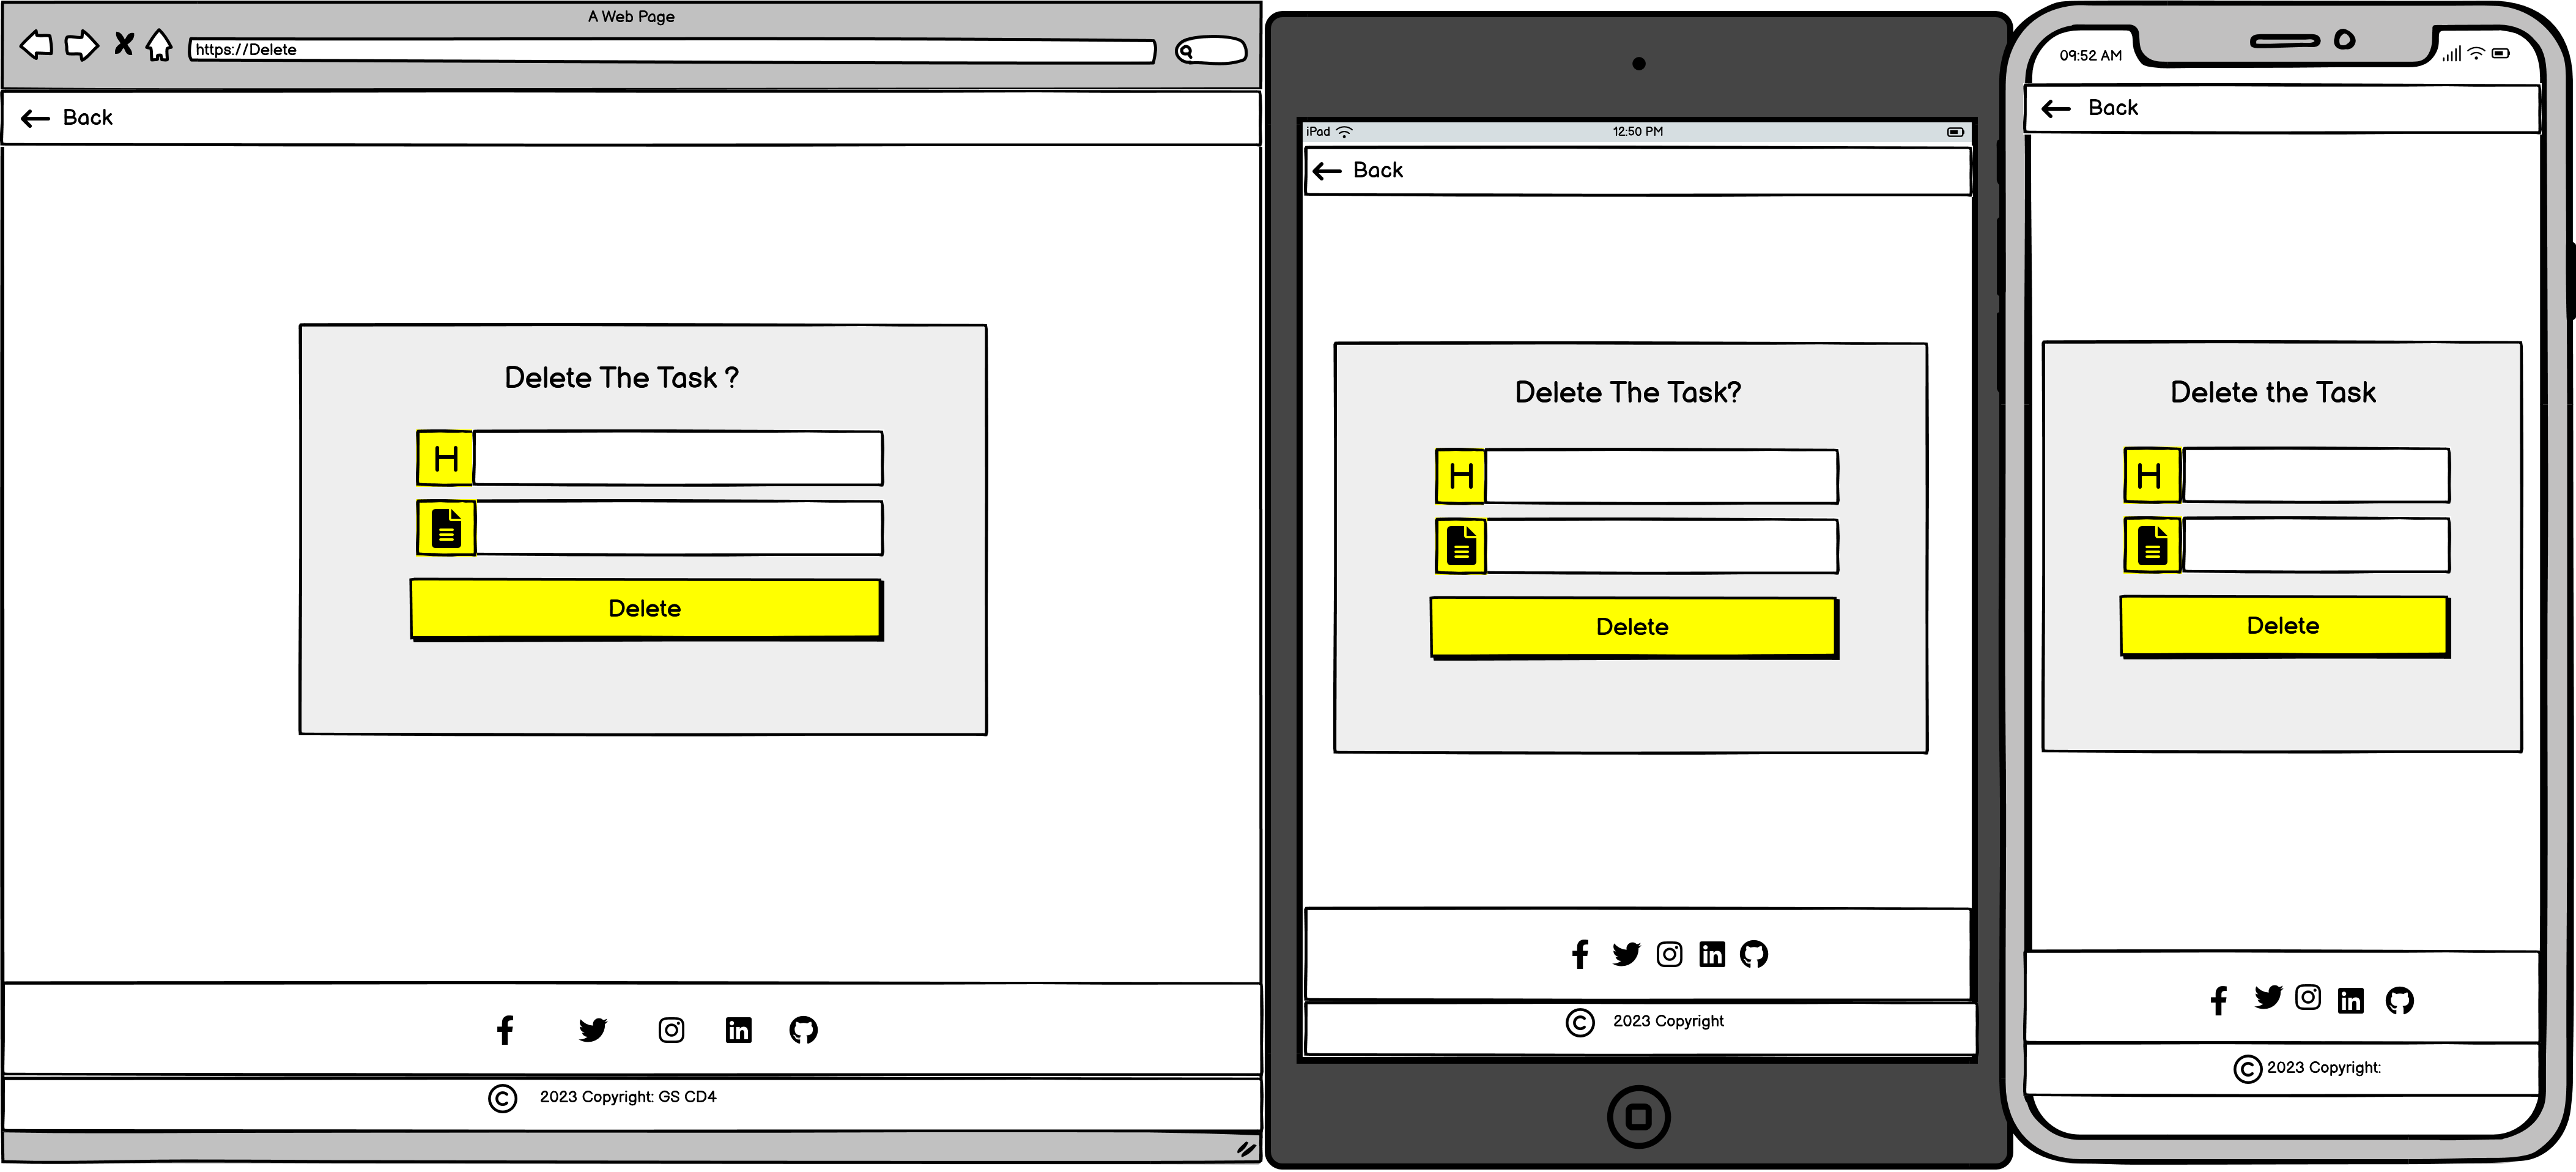 A Web Page
https://Delete
Back
Delete The Task ?
H
Delete
2023 Copyright: GS CD4
iPad
12:50 PM
Back
Delete The Task?
H
Delete
2023 Copyright
09:52 AM
Back
Delete the Task
H
Delete
2023 Copyright: